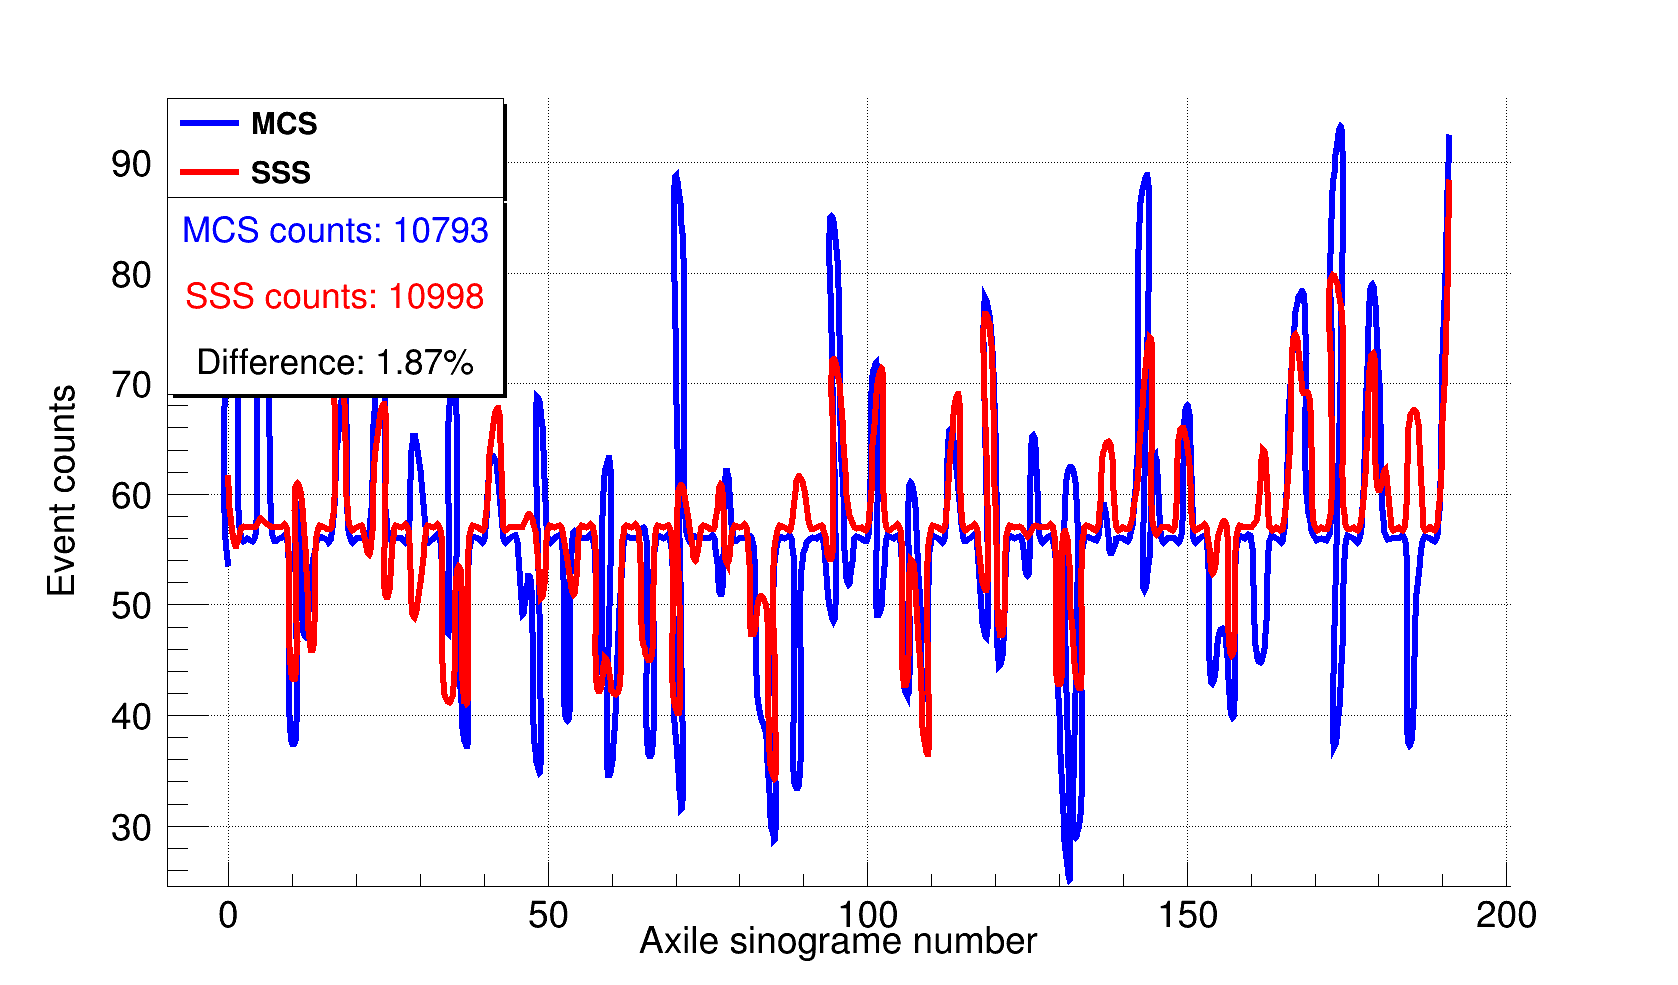 MCS
SSS
MCS counts: 10793
SSS counts: 10998
Difference: 1.87%
Event counts
90
80
70
60
50
40
30
0 50 100 150 200
Axile sinograme number